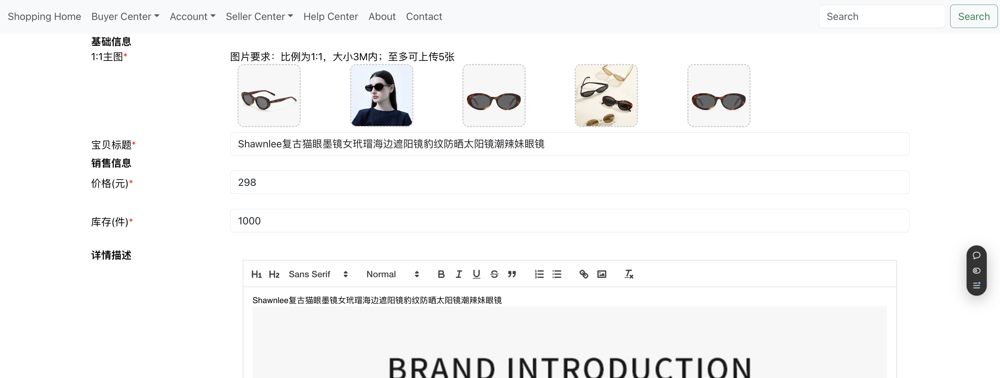 Shopping Home Buyer Center Account Seller Center Help Center About Contact Search Search
基础信息
1:1主图* 图片要求：比例为1:1，大小3M内；至多可上传5张
宝贝标题* Shawnlee复古猫眼墨镜女玳瑁海边遮阳镜豹纹防晒太阳镜潮辣妹眼镜
销售信息
价格(元)* 298
库存(件)* 1000
详情描述
H1 H2 Sans Serif Normal B I U S
Shawnlee复古猫眼墨镜女玳瑁海边遮阳镜豹纹防晒太阳镜潮辣妹眼镜
BRAND INTRODUCTION